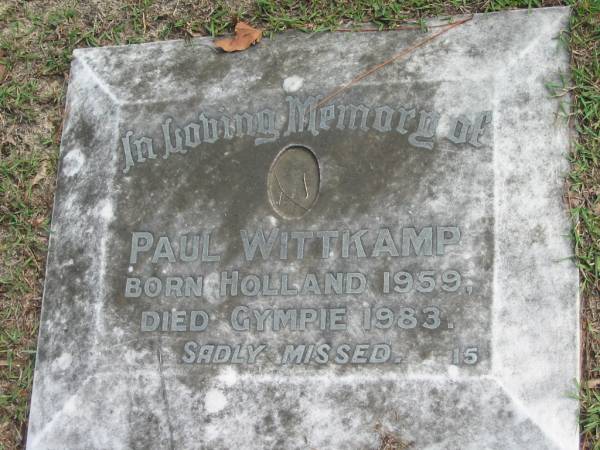 In Loving Memory of
PAUL WITTKAMP
BORN HOLLAND 1959,
DIED GYMPIE 1983.
SADLY MISSED. 15